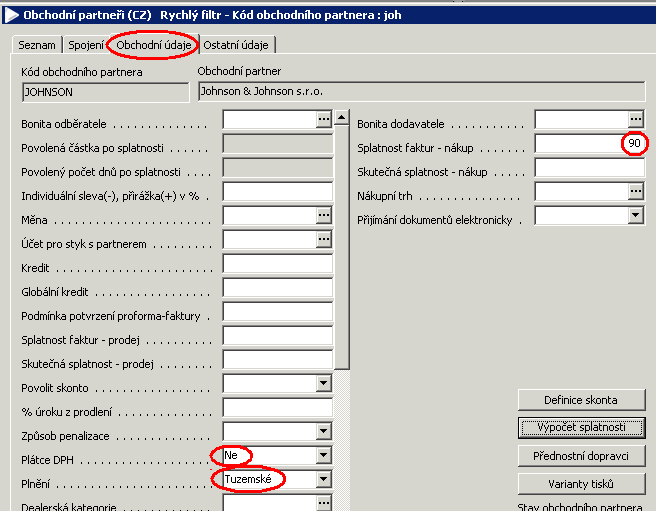 Obchodní partneři (CZ) Rychlý filtr - Kód obchodního partnera : joh
Seznam Spojení Obchodní údaje Ostatní údaje
Kód obchodního partnera Obchodní partner
JOHNSON Johnson & Johnson s.r.o.
Bonita odběratele . . . . . . . . . . . . . . ...
Povolená částka po splatnosti . . . . . .
Povolený počet dnů po splatnosti . . . .
Individuální sleva(-), přirážka(+) v % .
Měna . . . . . . . . . . . . . . . . . . . . . . ...
Účet pro styk s partnerem . . . . . . . . . ...
Kredit . . . . . . . . . . . . . . . . . . . . .
Globální kredit . . . . . . . . . . . . . . . .
Podmínka potvrzení proforma-faktury .
Splatnost faktur - prodej . . . . . . . . . .
Skutečná splatnost - prodej . . . . . . . .
Povolit skonto . . . . . . . . . . . . . . . .
% úroku z prodlení . . . . . . . . . . . . .
Způsob penalizace . . . . . . . . . . . . .
Plátce DPH . . . . . . . . . . . . . . . . . . Ne
Plnění . . . . . . . . . . . . . . . . . . . . . Tuzemské
Dealerská kategorie . . . . . . . . . . . . ...
Bonita dodavatele . . . . . . . . . . . ...
Splatnost faktur - nákup . . . . . . . 90
Skutečná splatnost - nákup . . . . .
Nákupní trh . . . . . . . . . . . . . . . ...
Přijímání dokumentů elektronicky .
Definice skonta
Výpočet splatnosti
Přednostní dopravci
Varianty tisků
Stav obchodního partnera